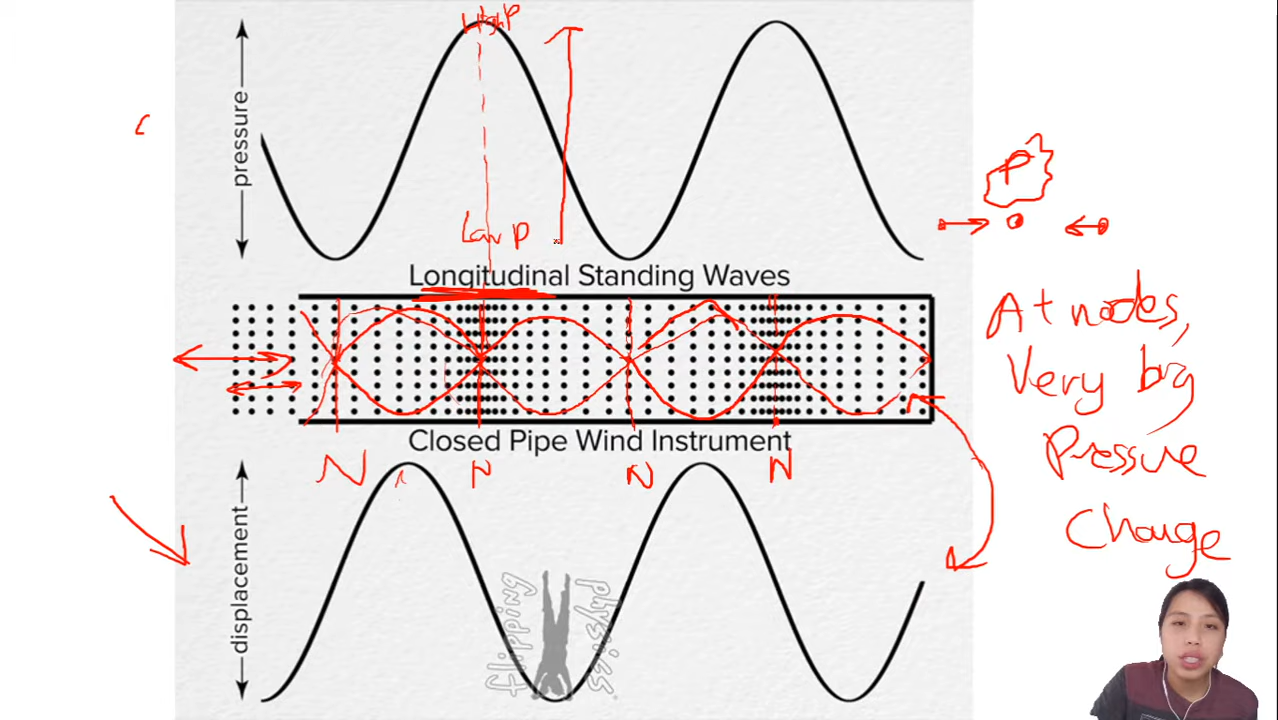 High P
pressure
P
Low P
Longitudinal Standing Waves
At nodes,
Very big
Pressure
Change
Closed Pipe Wind Instrument
N N N N
displacement
flipping physics